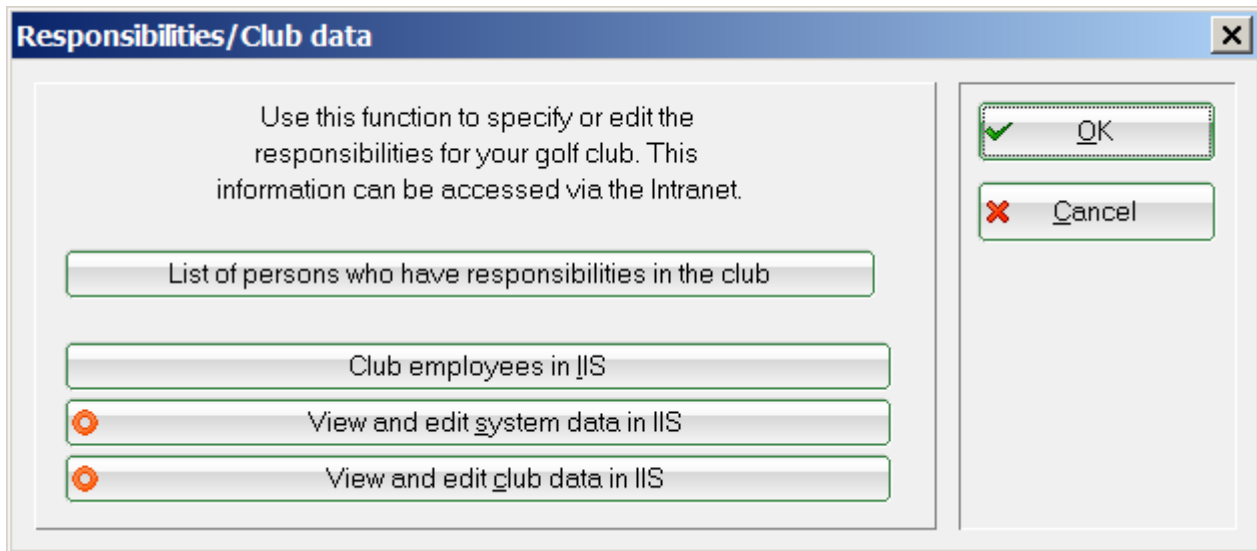 Responsibilities/Club data
Use this function to specify or edit the
responsibilities for your golf club. This
information can be accessed via the Intranet.
List of persons who have responsibilities in the club
Club employees in IIS
View and edit system data in IIS
View and edit club data in IIS
OK
Cancel